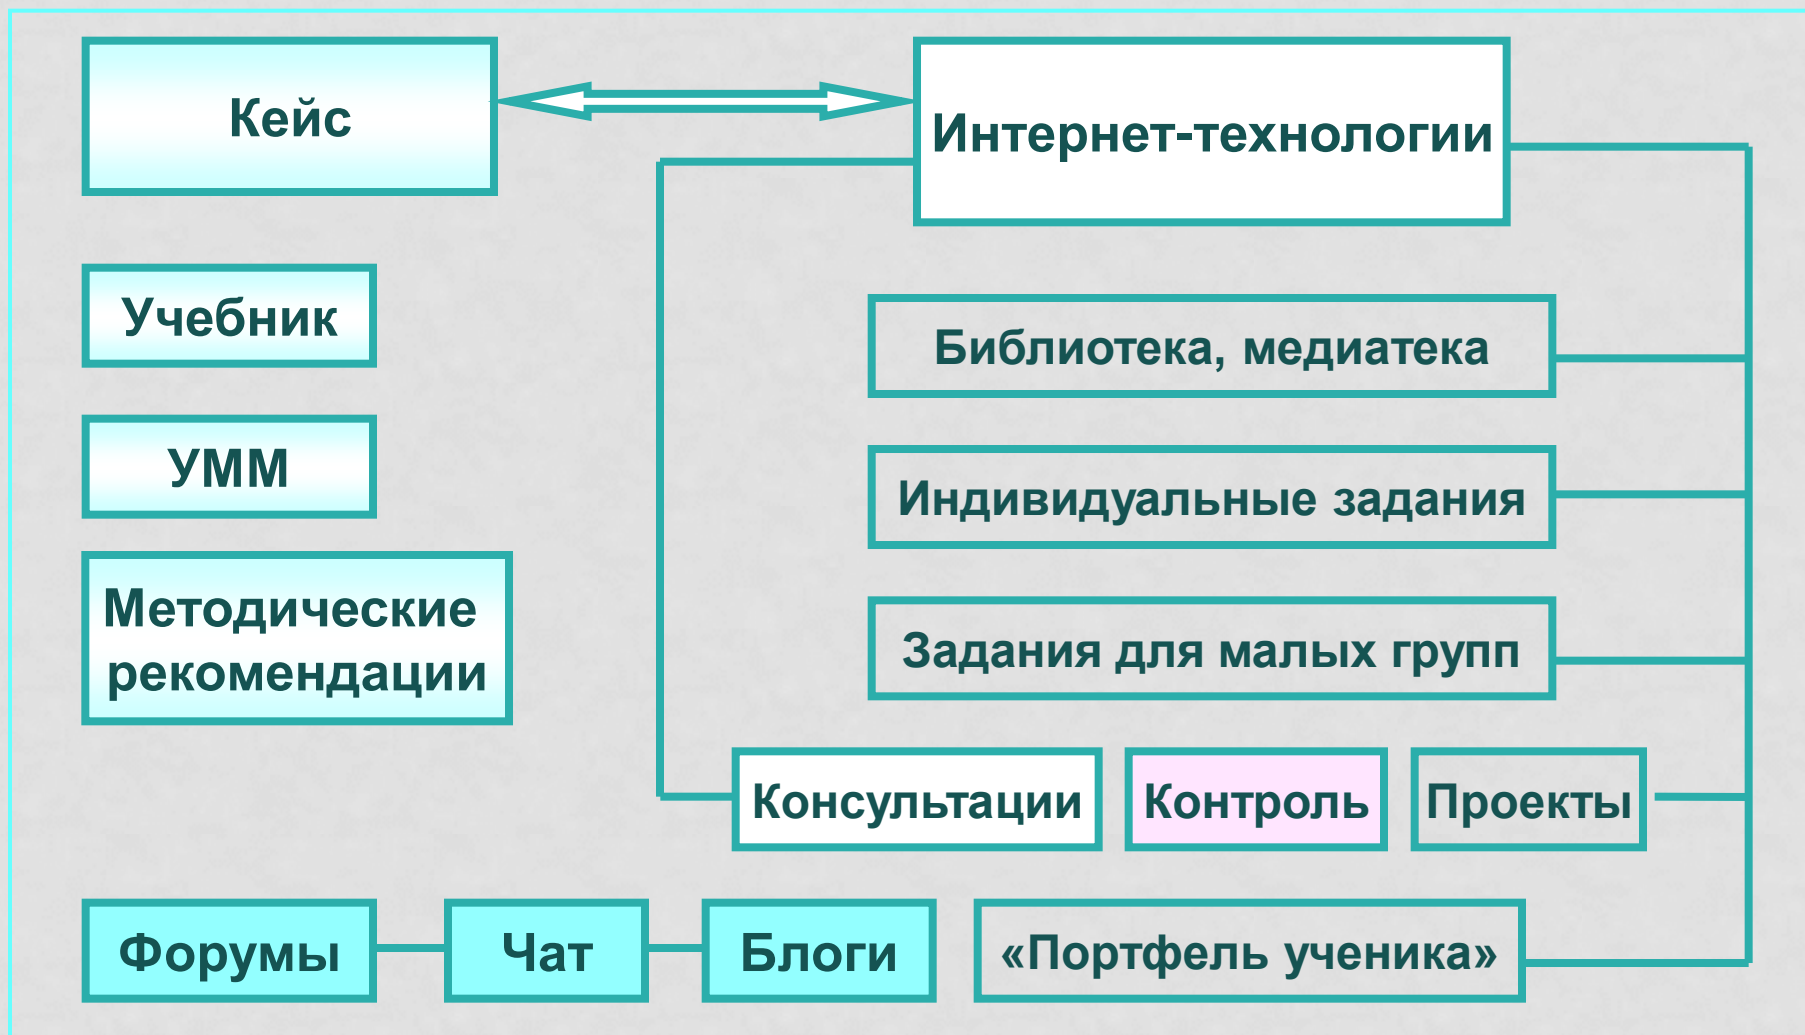 Кейс
Интернет-технологии
Учебник
Библиотека, медиатека
УММ
Индивидуальные задания
Методические
рекомендации
Задания для малых групп
Консультации
Контроль
Проекты
Форумы
Чат
Блоги
«Портфель ученика»